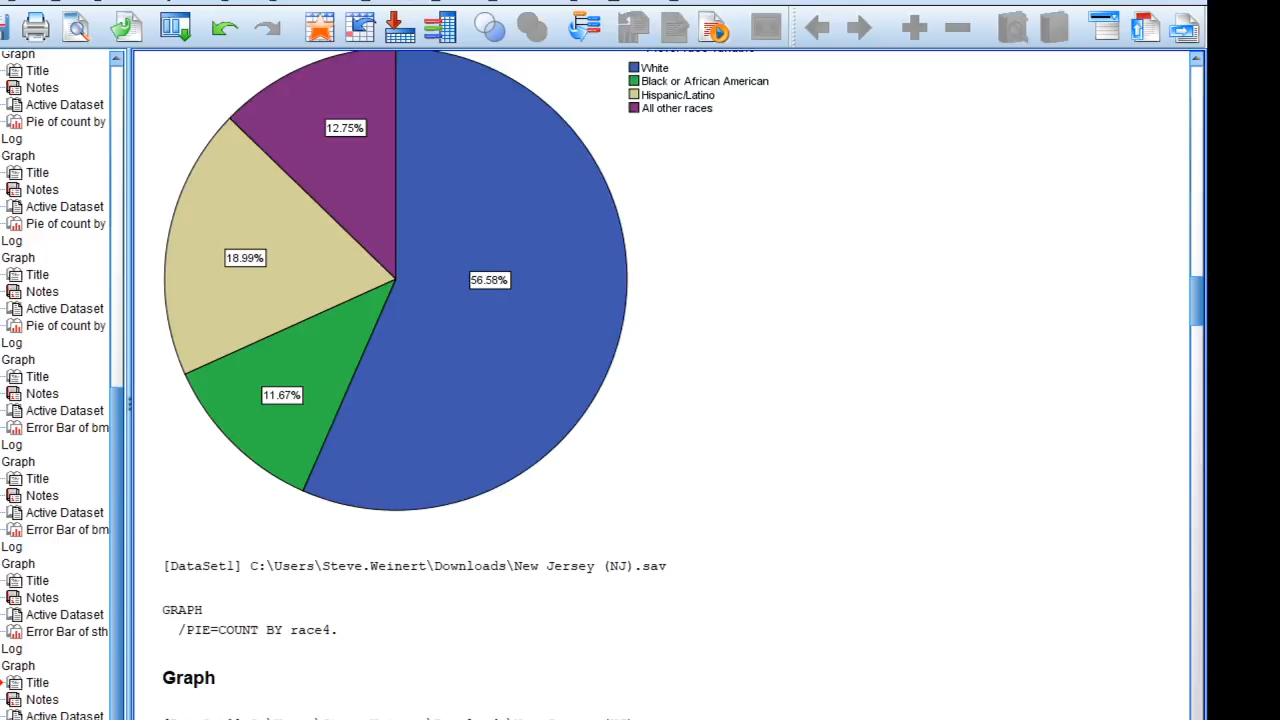 Graph
Title
Notes
Active Dataset
Pie of count by
Log
Graph
Title
Notes
Active Dataset
Pie of count by
Log
Graph
Title
Notes
Active Dataset
Pie of count by
Log
Graph
Title
Notes
Active Dataset
Error Bar of bm
Log
Graph
Title
Notes
Active Dataset
Error Bar of bm
Log
Graph
Title
Notes
Active Dataset
Error Bar of sth
Log
Graph
Title
Notes
Active Dataset
White
Black or African American
Hispanic/Latino
All other races
12.75%
18.99%
56.58%
11.67%
[DataSet1] C:\Users\Steve.Weinert\Downloads\New Jersey (NJ).sav
GRAPH
/PIE=COUNT BY race4.
Graph